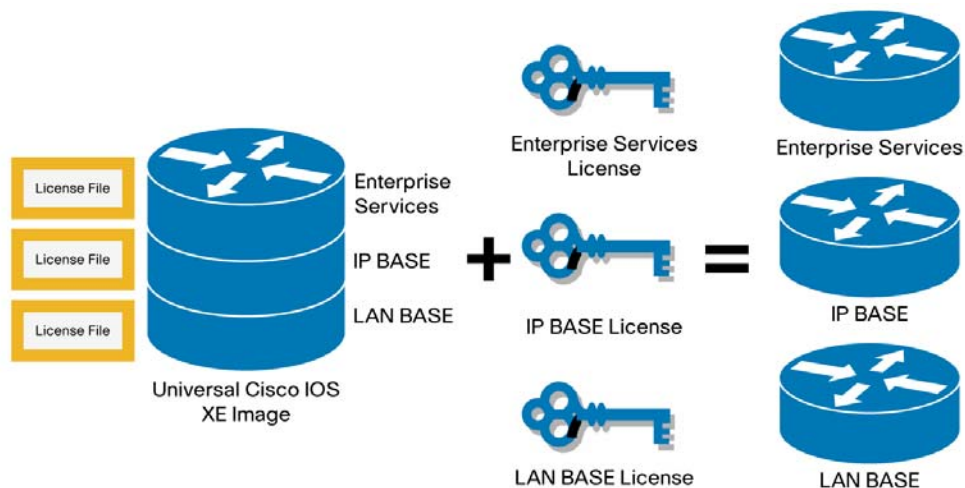 License File
License File
License File
Enterprise
Services
IP BASE
LAN BASE
Universal Cisco IOS
XE Image
Enterprise Services
License
IP BASE License
LAN BASE License
Enterprise Services
IP BASE
LAN BASE